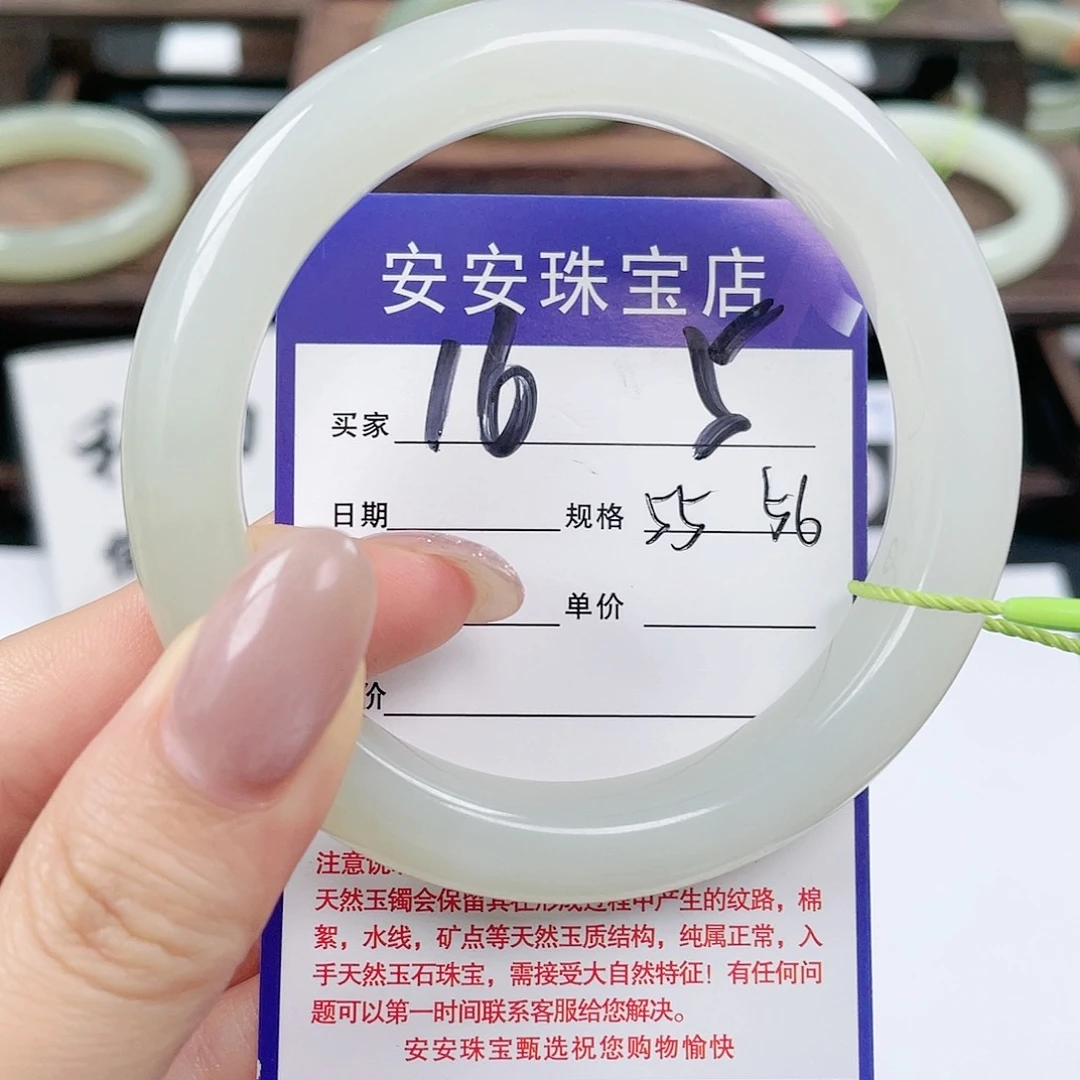 安安珠宝店
买家 16 5
日期 规格 55 56
单价
价
注意
天然玉镯会保留其在形成过程中产生的纹路，棉
絮，水线，矿点等天然玉质结构，纯属正常，入
手天然玉石珠宝，需接受大自然特征！有任何问
题可以第一时间联系客服给您解决。
安安珠宝甄选祝您购物愉快